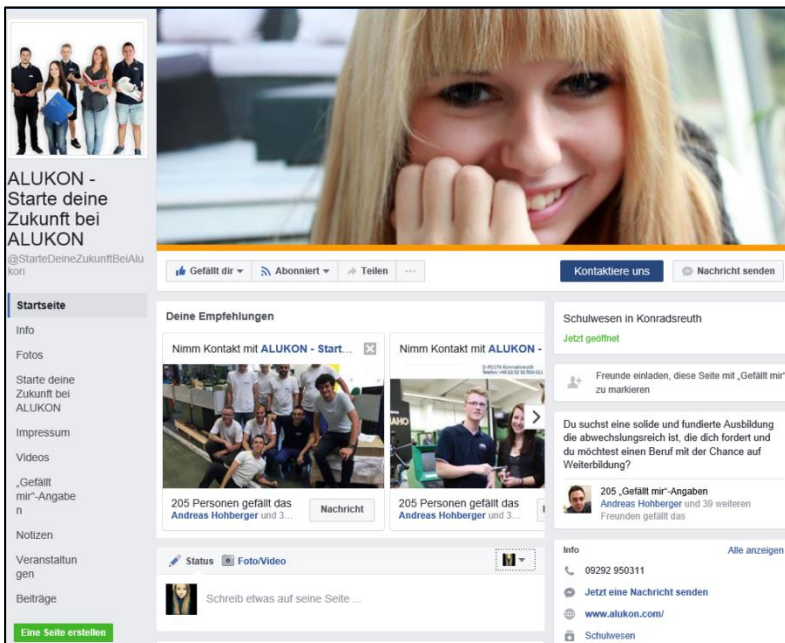 ALUKON -
Starte deine
Zukunft bei
ALUKON
@StarteDeineZukunftBeiAlu
kon
Startseite
Info
Fotos
Starte deine
Zukunft bei
ALUKON
Impressum
Videos
„Gefällt
mir“-Angabe
n
Notizen
Veranstaltun
gen
Beiträge
Eine Seite erstellen
Gefällt dir
Abonniert
Teilen
Kontaktiere uns
Nachricht senden
Deine Empfehlungen
Nimm Kontakt mit ALUKON - Start...
205 Personen gefällt das
Andreas Hohberger und 3...
Nachricht
Nimm Kontakt mit ALUKON -
205 Personen gefällt das
Andreas Hohberger und 3...
Status Foto/Video
Schreib etwas auf seine Seite ...
Schulwesen in Konradsreuth
Jetzt geöffnet
Freunde einladen, diese Seite mit „Gefällt mir“
zu markieren
Du suchst eine solide und fundierte Ausbildung
die abwechslungsreich ist, die dich fordert und
du möchtest einen Beruf mit der Chance auf
Weiterbildung?
205 „Gefällt mir“-Angaben
Andreas Hohberger und 39 weiteren
Freunden gefällt das
Info Alle anzeigen
09292 950311
Jetzt eine Nachricht senden
www.alukon.com/
Schulwesen